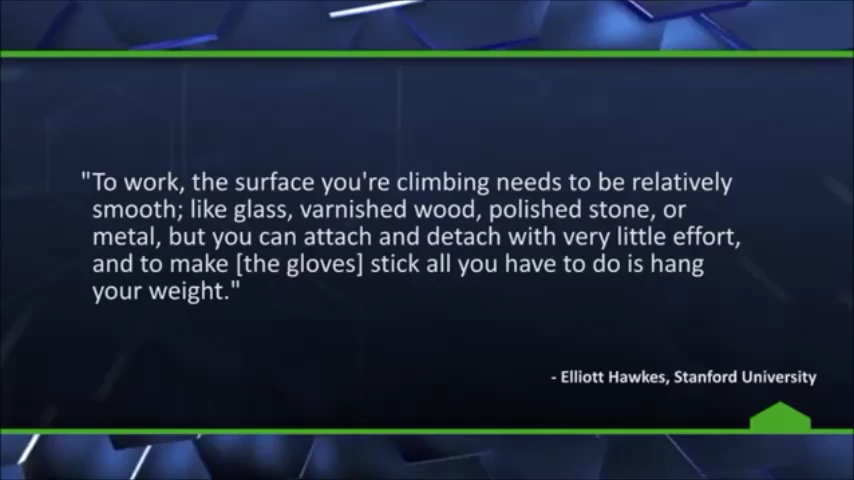 "To work, the surface you're climbing needs to be relatively
smooth; like glass, varnished wood, polished stone, or
metal, but you can attach and detach with very little effort,
and to make [the gloves] stick all you have to do is hang
your weight."
- Elliott Hawkes, Stanford University